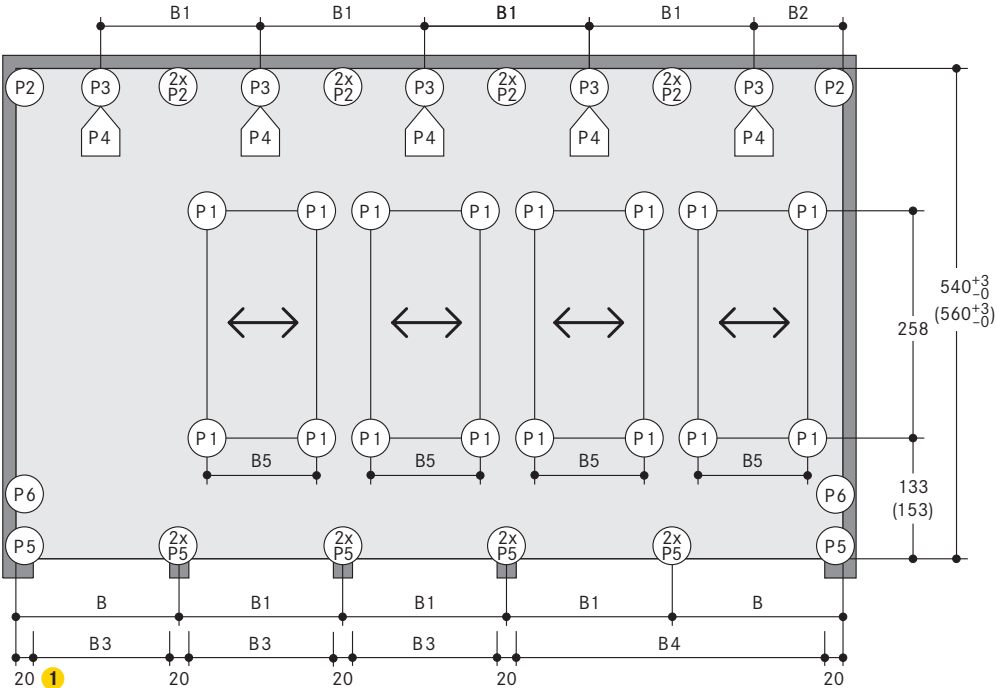 B1 B1 B1 B1 B2
P2 P3 2x P2 P3 2x P2 P3 2x P2 P3 2x P2 P3 P2
P4 P4 P4 P4 P4
P1 P1 P1 P1 P1 P1 P1 P1
540 +3 -0
(560 +3 -0)
258
P1 P1 P1 P1 P1 P1 P1 P1
B5 B5 B5 B5
P6 P6
133
(153)
P5 2x P5 2x P5 2x P5 2x P5 P5
B B1 B1 B1 B
B3 B3 B3 B4
20 1 20 20 20 20